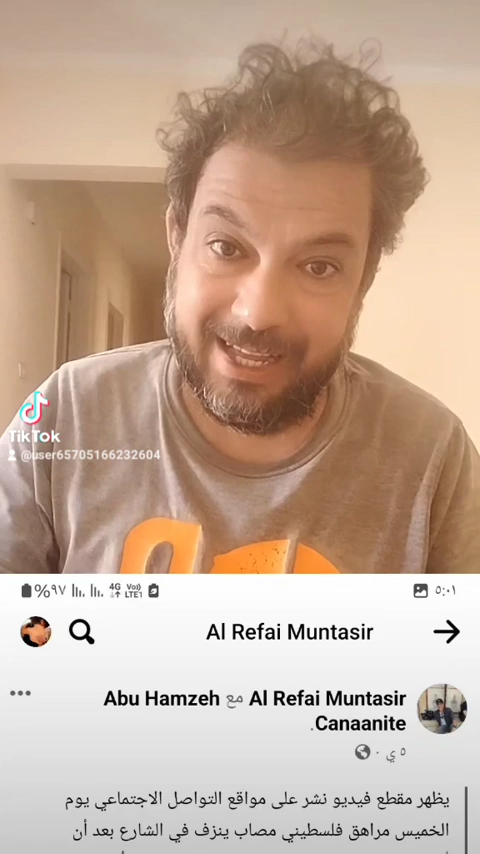 TikTok
@user65705166232604
%٩٧ 4G Vo)) LTE1 ٥:٠١
Al Refai Muntasir
Abu Hamzeh مع Al Refai Muntasir
Canaanite.
٥ ي ·
يظهر مقطع فيديو نشر على مواقع التواصل الاجتماعي يوم
الخميس مراهق فلسطيني مصاب ينزف في الشارع بعد أن